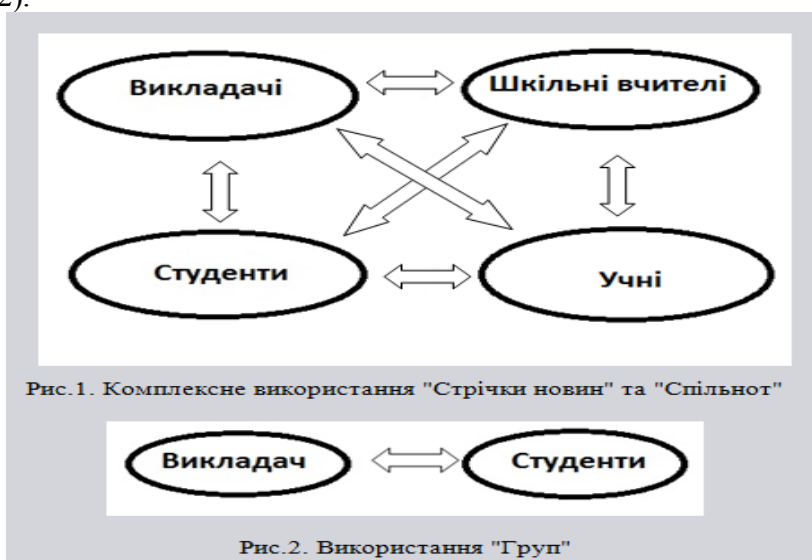 2).
Викладачі
Шкільні вчителі
Студенти
Учні
Рис.1. Комплексне використання "Стрічки новин" та "Спільнот"
Викладач
Студенти
Рис.2. Використання "Груп"